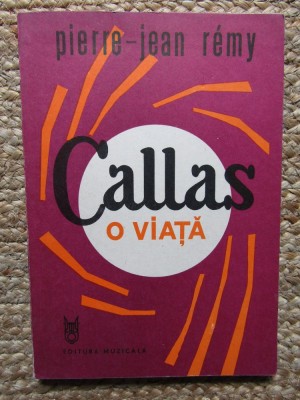 pierre-jean rémy
Callas
O VIAȚĂ
EDITURA MUZICALĂ